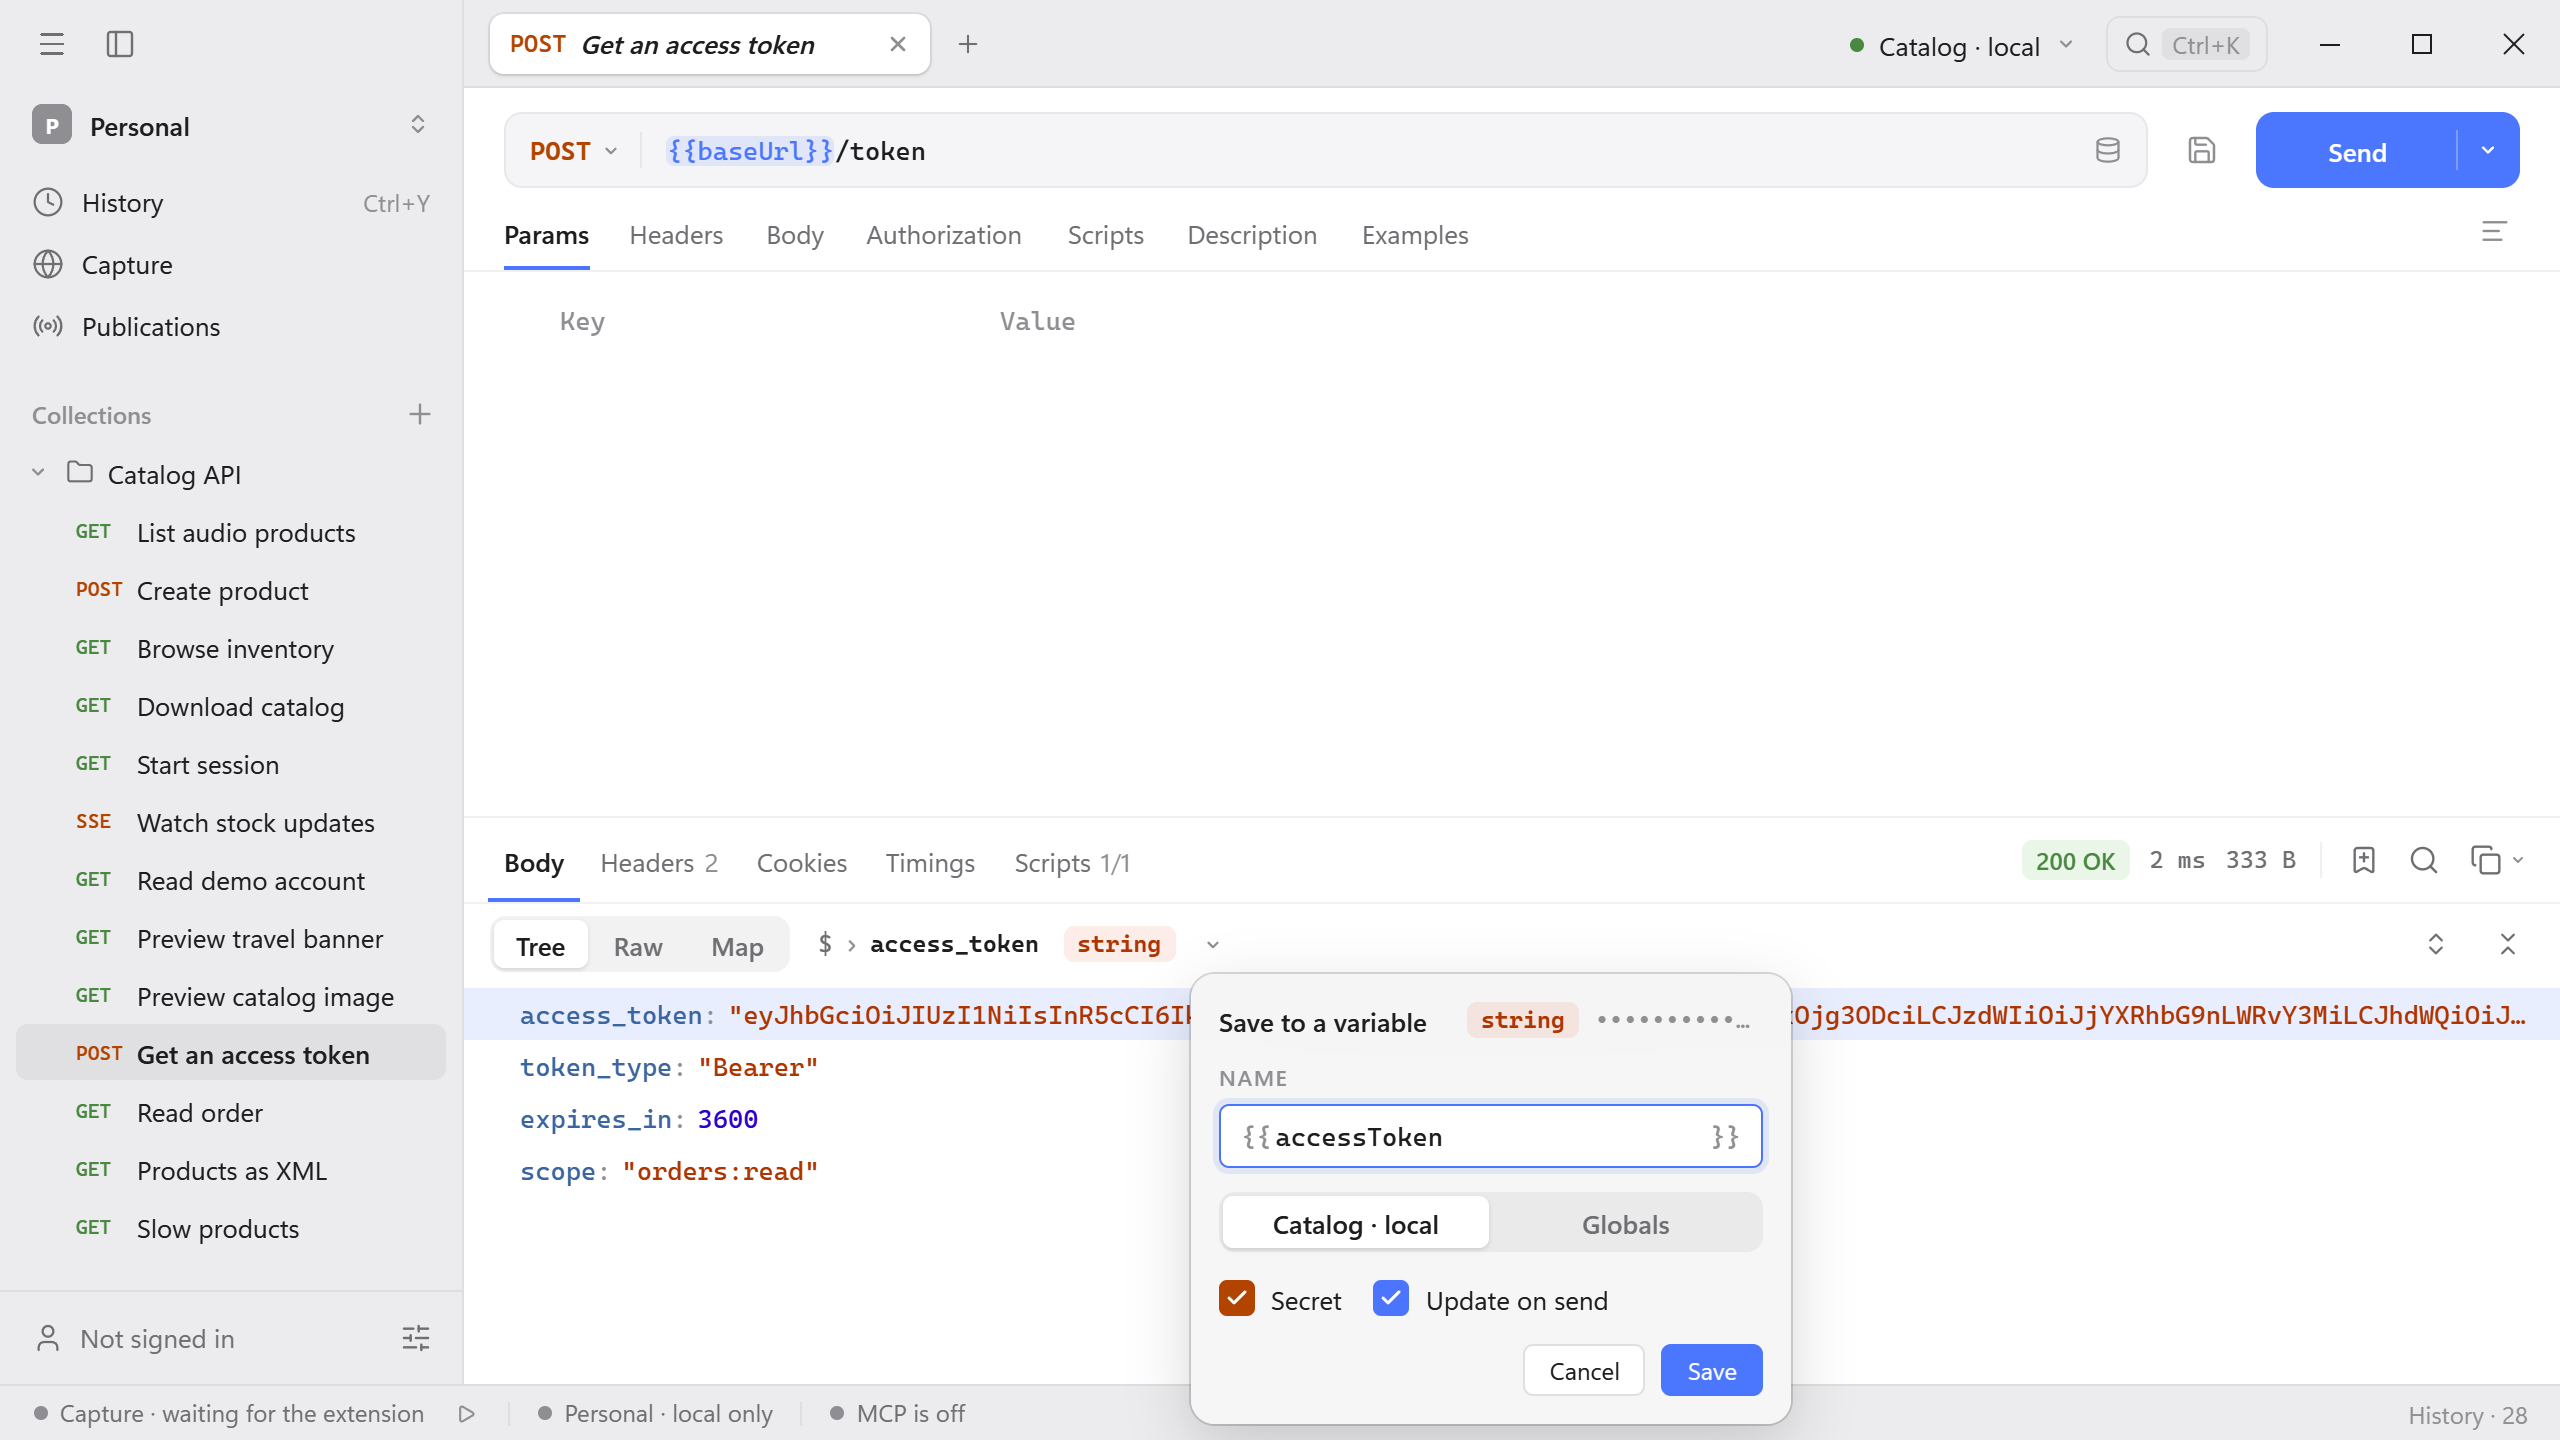 POST Get an access token
Catalog · local
Ctrl+K
P Personal
History Ctrl+Y
Capture
Publications
Collections
Catalog API
GET List audio products
POST Create product
GET Browse inventory
GET Download catalog
GET Start session
SSE Watch stock updates
GET Read demo account
GET Preview travel banner
GET Preview catalog image
POST Get an access token
GET Read order
GET Products as XML
GET Slow products
Not signed in
POST {{baseUrl}}/token
Send
Params Headers Body Authorization Scripts Description Examples
Key Value
Body Headers 2 Cookies Timings Scripts 1/1
200 OK 2 ms 333 B
Tree Raw Map $ › access_token string
access_token: "eyJhbGciOiJIUzI1NiIsInR5cCI6Ik
Ojg3ODciLCJzdWIiOiJjYXRhbG9nLWRvY3MiLCJhdWQiOiJ…
token_type: "Bearer"
expires_in: 3600
scope: "orders:read"
Save to a variable string ••••••••••…
NAME
{{accessToken }}
Catalog · local Globals
Secret Update on send
Cancel Save
Capture · waiting for the extension
Personal · local only
MCP is off
History · 28